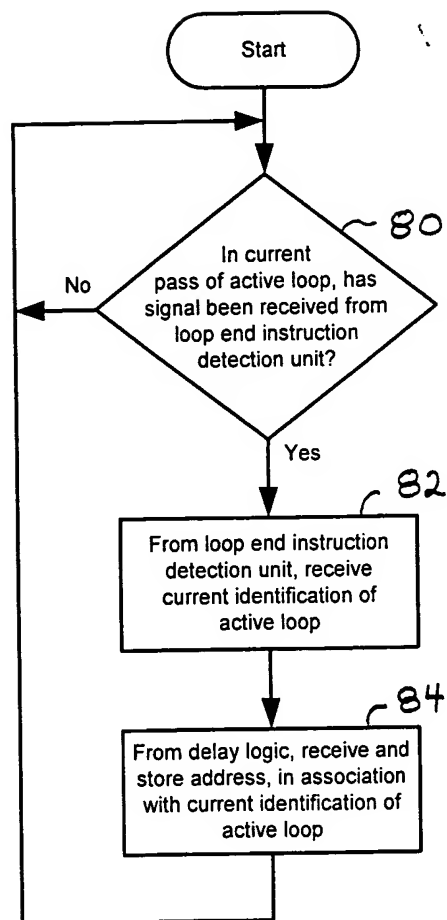 Start
80
In current
pass of active loop, has
signal been received from
loop end instruction
detection unit?
No
Yes
82
From loop end instruction
detection unit, receive
current identification of
active loop
84
From delay logic, receive and
store address, in association
with current identification of
active loop